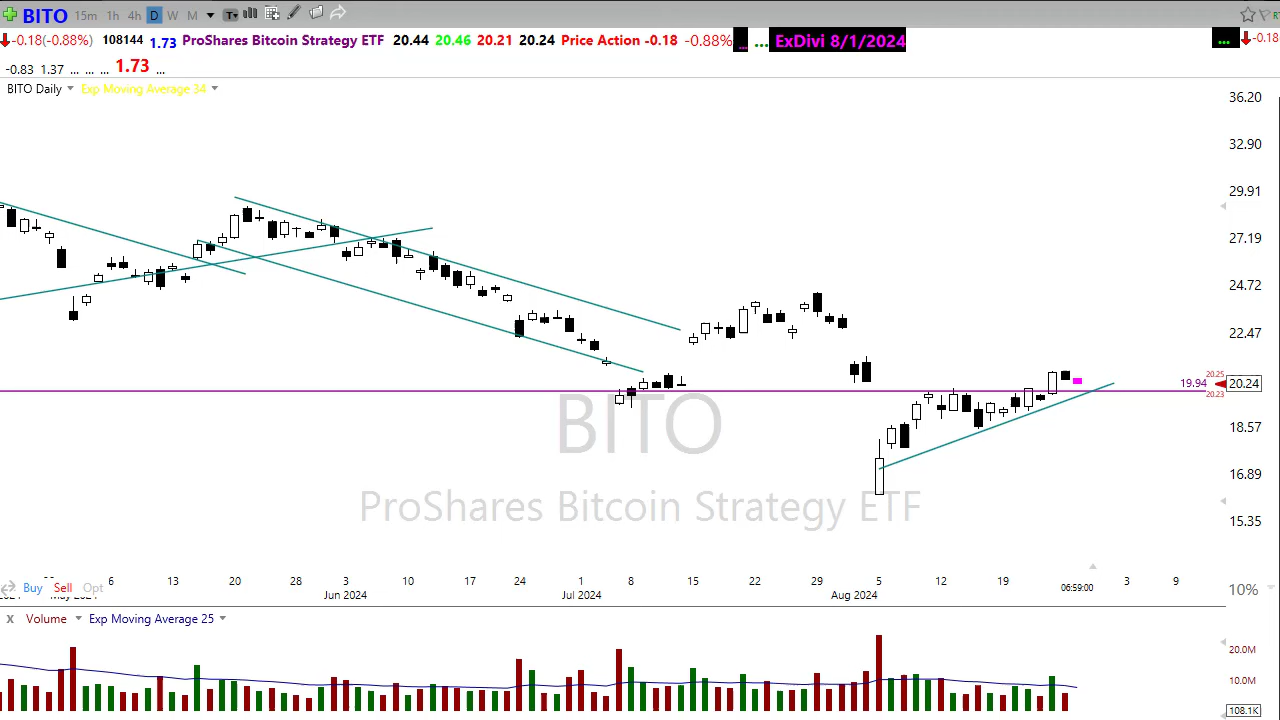 BITO 15m 1h 4h D W M T
-0.18(-0.88%) 108144 1.73 ProShares Bitcoin Strategy ETF 20.44 20.46 20.21 20.24 Price Action -0.18 -0.88% ... ... ExDivi 8/1/2024 ... -0.18
-0.83 1.37 ... ... ... 1.73 ...
BITO Daily Exp Moving Average 34
36.20
32.90
29.91
27.19
24.72
22.47
20.25
19.94 20.24
20.23
18.57
16.89
15.35
BITO
ProShares Bitcoin Strategy ETF
6 13 20 28 3 10 17 24 1 8 15 22 29 5 12 19 3 9
Buy Sell Opt 06:59:00 10%
Jun 2024 Jul 2024 Aug 2024
X Volume Exp Moving Average 25
20.0M
10.0M
108.1K